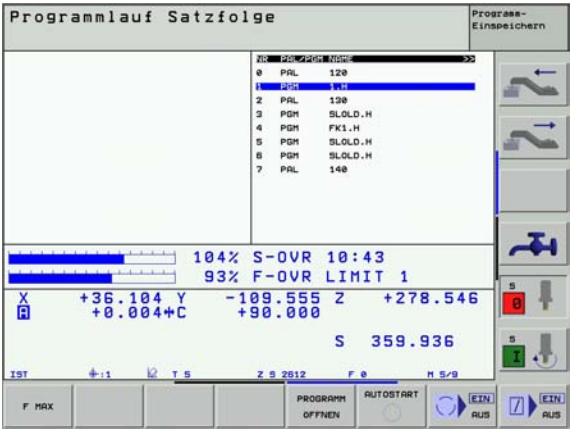 Programmlauf Satzfolge
Programm-
Einspeichern
NR PAL/PGM NAME >>
0 PAL 120
1 PGM 1.H
2 PAL 130
3 PGM SLOLD.H
4 PGM FK1.H
5 PGM SLOLD.H
6 PGM SLOLD.H
7 PAL 140
104% S-OVR 10:43
93% F-OVR LIMIT 1
X +36.104 Y -109.555 Z +278.546
A +0.004 C +90.000
S 359.936
IST :1 T 5 Z S 2612 F 0 M 5/9
S
0
S
I
F MAX
PROGRAMM
OFFNEN
AUTOSTART
EIN
AUS
EIN
AUS